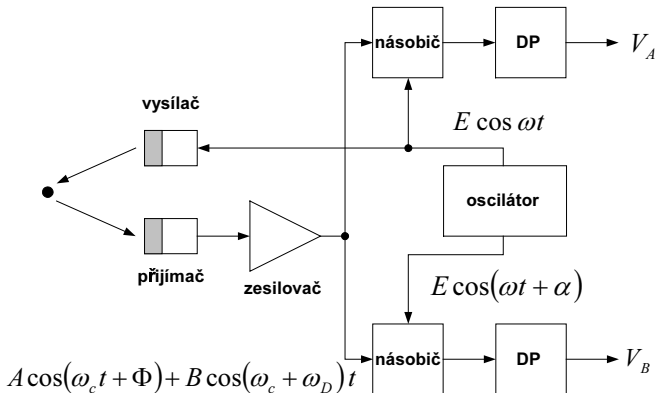 násobič
DP
V_A
vysílač
E cos ωt
oscilátor
přijímač
zesilovač
E cos(ωt + α)
A cos(ω_c t + Φ) + B cos(ω_c + ω_D) t
násobič
DP
V_B